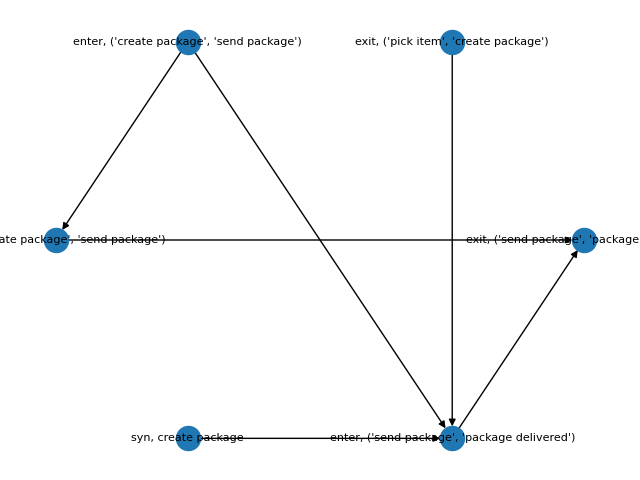 enter, ('create package', 'send package')
exit, ('pick item', 'create package')
ate package', 'send package')
exit, ('send package', 'package
syn, create package
enter, ('send package', 'package delivered')